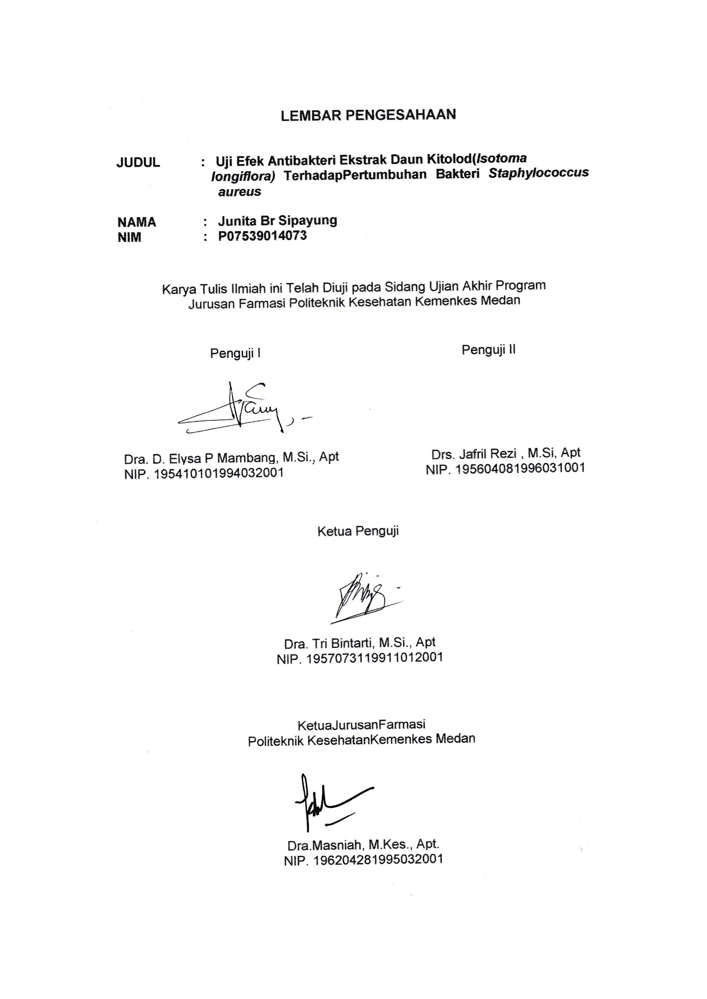 LEMBAR PENGESAHAAN
JUDUL : Uji Efek Antibakteri Ekstrak Daun Kitolod(Isotoma
longiflora) TerhadapPertumbuhan Bakteri Staphylococcus
aureus
NAMA : Junita Br Sipayung
NIM : P07539014073
Karya Tulis Ilmiah ini Telah Diuji pada Sidang Ujian Akhir Program
Jurusan Farmasi Politeknik Kesehatan Kemenkes Medan
Penguji I
Penguji II
Dra. D. Elysa P Mambang, M.Si., Apt
NIP. 195410101994032001
Drs. Jafril Rezi , M.Si, Apt
NIP. 195604081996031001
Ketua Penguji
Dra. Tri Bintarti, M.Si., Apt
NIP. 1957073119911012001
KetuaJurusanFarmasi
Politeknik KesehatanKemenkes Medan
Dra.Masniah, M.Kes., Apt.
NIP. 196204281995032001